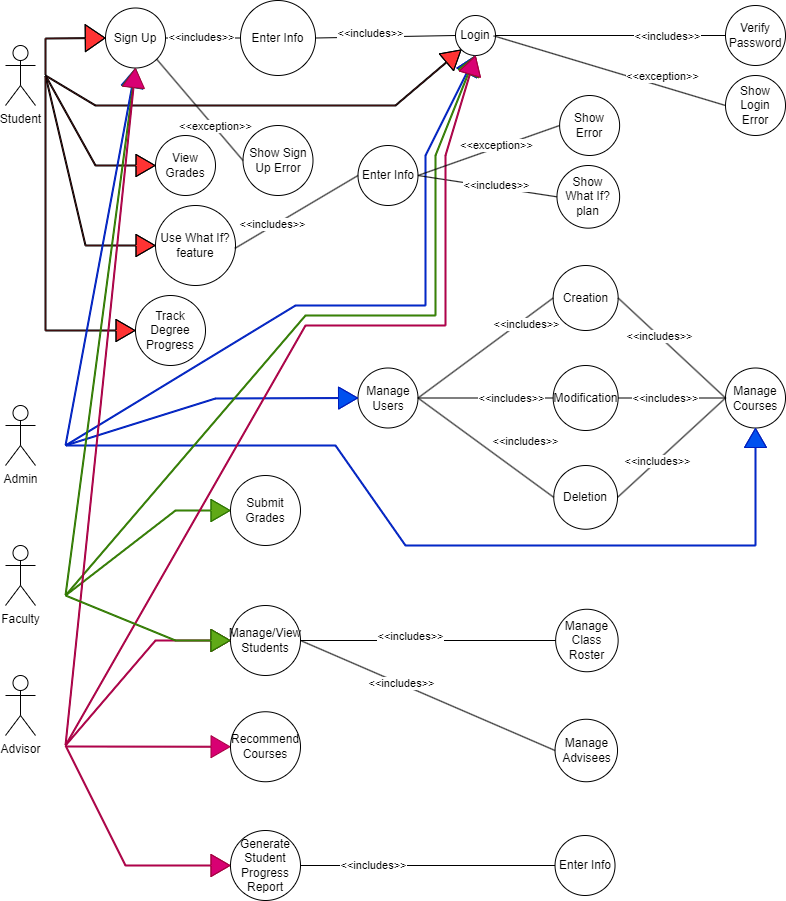 Sign Up
<<includes>>
Enter Info
<<includes>>
Login
<<includes>>
Verify
Password
<<exception>>
Show
Login
Error
Student
<<exception>>
Show Sign
Up Error
View
Grades
Enter Info
<<exception>>
Show
Error
<<includes>>
Show
What If?
plan
Use What If?
feature
<<includes>>
Track
Degree
Progress
Creation
<<includes>>
<<includes>>
Manage
Users
<<includes>>
Modification
<<includes>>
Manage
Courses
<<includes>>
<<includes>>
Deletion
Admin
Submit
Grades
Faculty
Manage/View
Students
<<includes>>
Manage
Class
Roster
<<includes>>
Manage
Advisees
Advisor
Recommend
Courses
Generate
Student
Progress
Report
<<includes>>
Enter Info